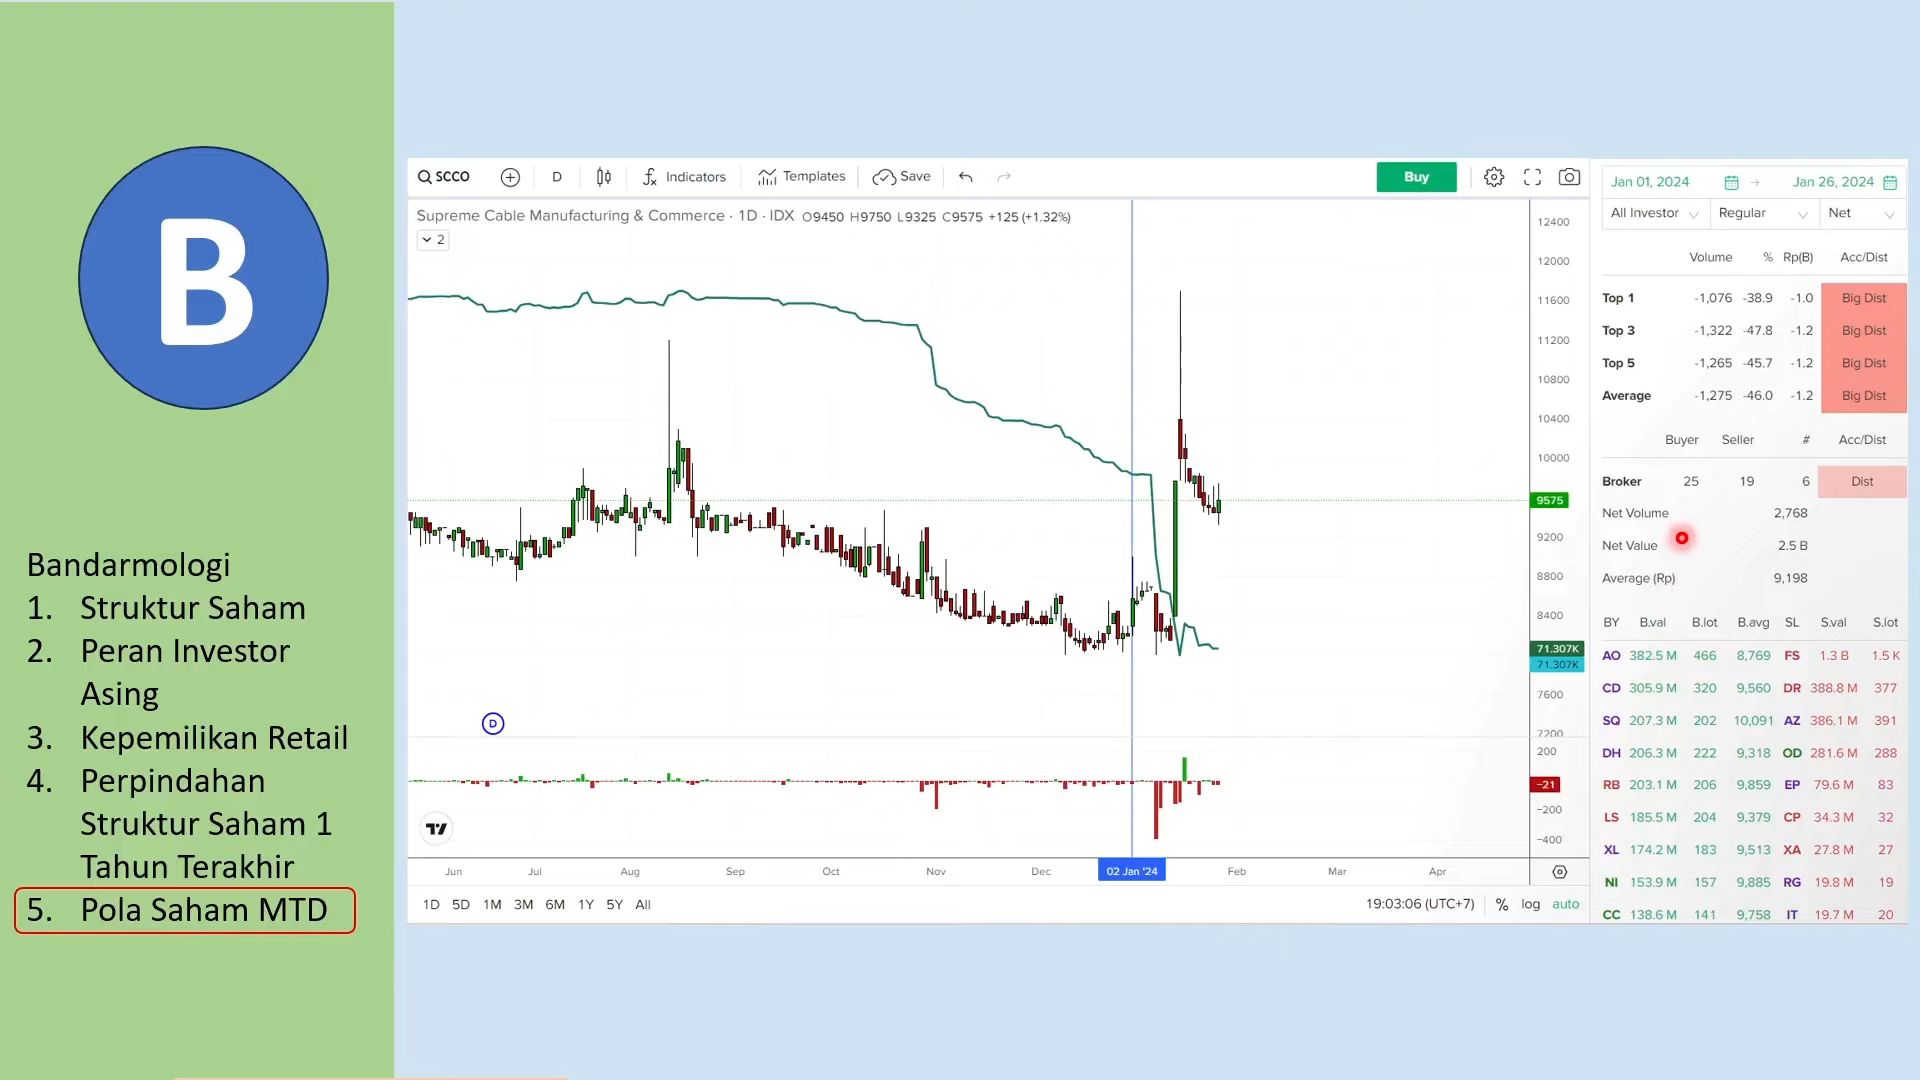 B
Bandarmologi
1. Struktur Saham
2. Peran Investor
Asing
3. Kepemilikan Retail
4. Perpindahan
Struktur Saham 1
Tahun Terakhir
5. Pola Saham MTD
SCCO D Indicators Templates Save Buy
Supreme Cable Manufacturing & Commerce · 1D · IDX O9450 H9750 L9325 C9575 +125 (+1.32%)
2
12400
12000
11600
11200
10800
10400
10000
9575
9200
8800
8400
71.307K
71.307K
7600
7200
200
-21
-200
-400
D
Jun Jul Aug Sep Oct Nov Dec 02 Jan '24 Feb Mar Apr
1D 5D 1M 3M 6M 1Y 5Y All 19:03:06 (UTC+7) % log auto
Jan 01, 2024 → Jan 26, 2024
All Investor Regular Net
Volume % Rp(B) Acc/Dist
Top 1 -1,076 -38.9 -1.0 Big Dist
Top 3 -1,322 -47.8 -1.2 Big Dist
Top 5 -1,265 -45.7 -1.2 Big Dist
Average -1,275 -46.0 -1.2 Big Dist
Buyer Seller # Acc/Dist
Broker 25 19 6 Dist
Net Volume 2,768
Net Value 2.5 B
Average (Rp) 9,198
BY B.val B.lot B.avg SL S.val S.lot
AO 382.5 M 466 8,769 FS 1.3 B 1.5 K
CD 305.9 M 320 9,560 DR 388.8 M 377
SQ 207.3 M 202 10,091 AZ 386.1 M 391
DH 206.3 M 222 9,318 OD 281.6 M 288
RB 203.1 M 206 9,859 EP 79.6 M 83
LS 185.5 M 204 9,379 CP 34.3 M 32
XL 174.2 M 183 9,513 XA 27.8 M 27
NI 153.9 M 157 9,885 RG 19.8 M 19
CC 138.6 M 141 9,758 IT 19.7 M 20